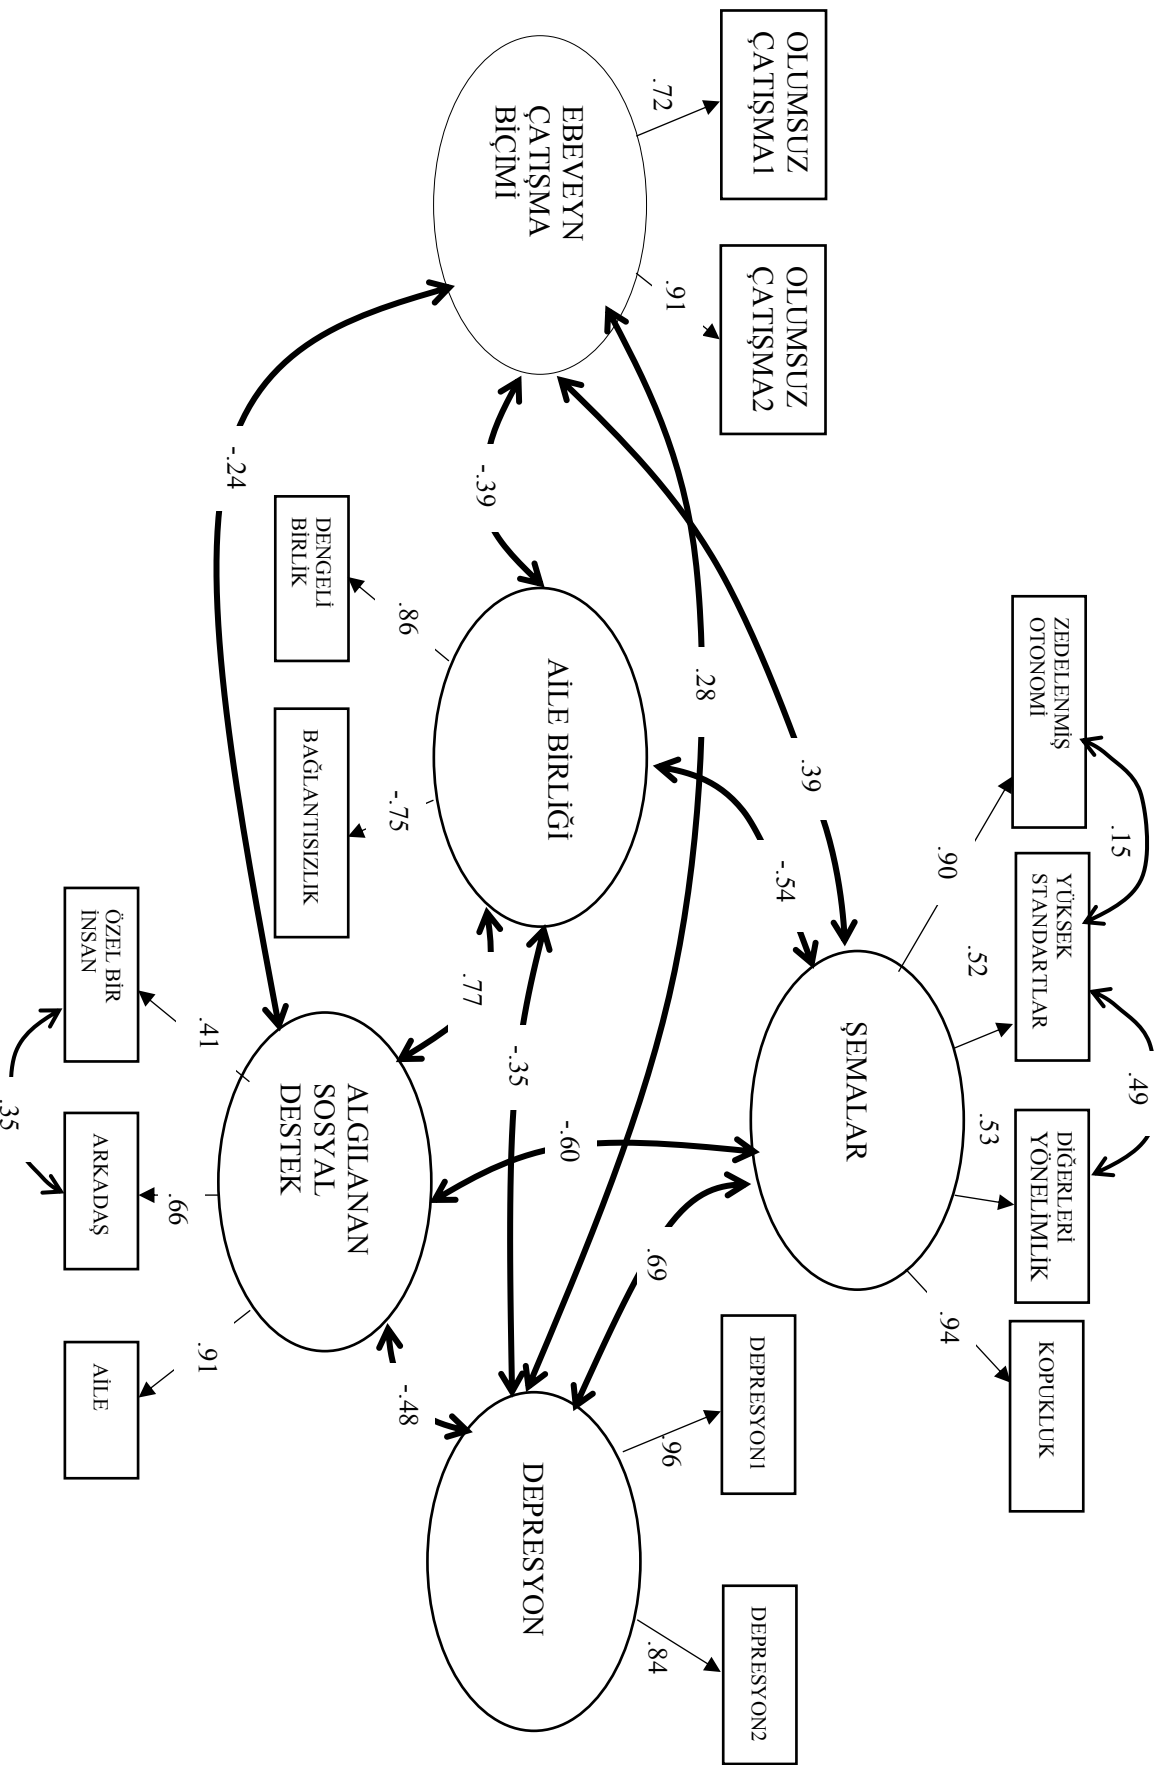 ZEDELENMİŞ
OTONOMİ
YÜKSEK
STANDARTLAR
DİĞERLERİ
YÖNELİMLİK
KOPUKLUK
.15
.49
.90
.52
.53
.94
OLUMSUZ
ÇATIŞMA1
OLUMSUZ
ÇATIŞMA2
.72
.91
ŞEMALAR
.39
-.54
.28
.69
-.60
DEPRESYON1
DEPRESYON2
.96
.84
EBEVEYN
ÇATIŞMA
BİÇİMİ
AİLE BİRLİĞİ
DEPRESYON
-.39
-.35
.77
-.48
.86
-.75
DENGELİ
BİRLİK
BAĞLANTISIZLIK
-.24
ALGILANAN
SOSYAL
DESTEK
.41
.66
.91
ÖZEL BİR
İNSAN
ARKADAŞ
AİLE
.35